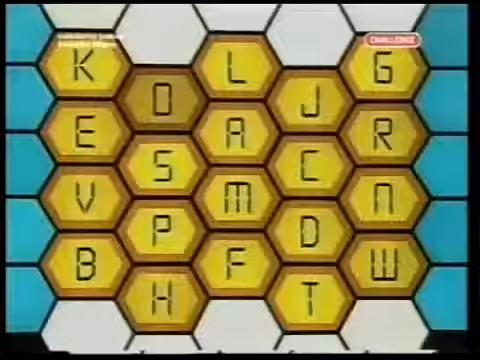 CHALLENGE
K L G
O J
E A R
S C
V M N
P D
B F W
H T